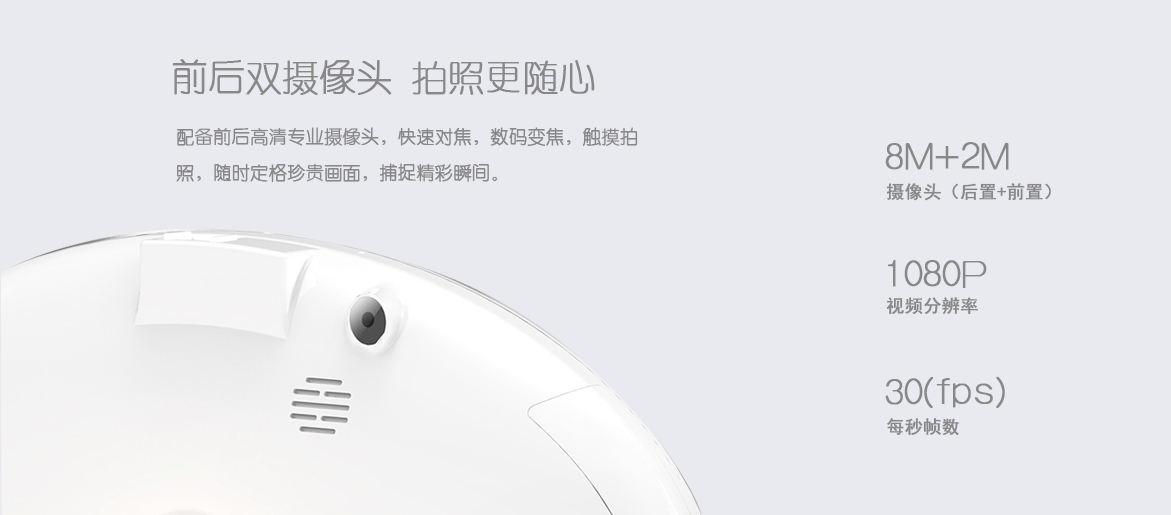 前后双摄像头 拍照更随心
配备前后高清专业摄像头，快速对焦，数码变焦，触摸拍
照，随时定格珍贵画面，捕捉精彩瞬间。
8M+2M
摄像头（后置+前置）
1080P
视频分辨率
30(fps)
每秒帧数